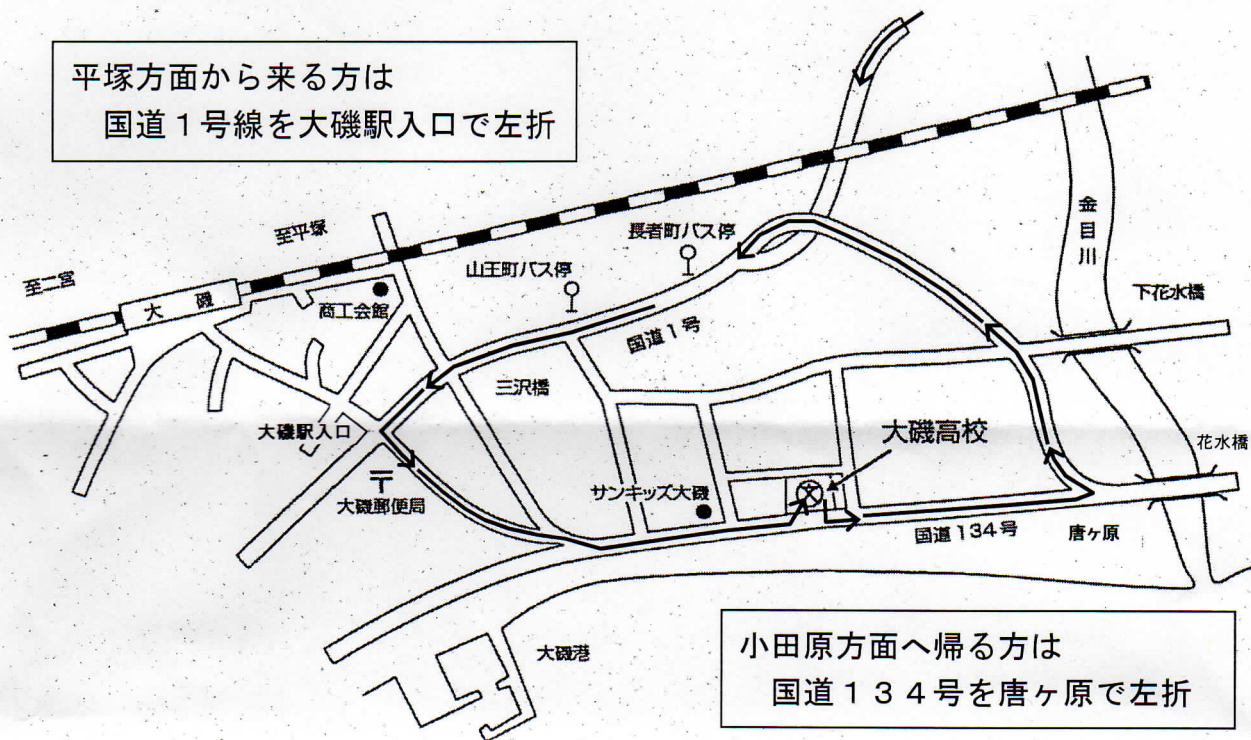 平塚方面から来る方は
国道1号線を大磯駅入口で左折
金目川
長者町バス停
至平塚
山王町バス停
至二宮
大磯
商工会館
下花水橋
国道1号
三沢橋
大磯駅入口
大磯高校
花水橋
〒
大磯郵便局
サンキッズ大磯
国道134号
唐ヶ原
大磯港
小田原方面へ帰る方は
国道134号を唐ヶ原で左折